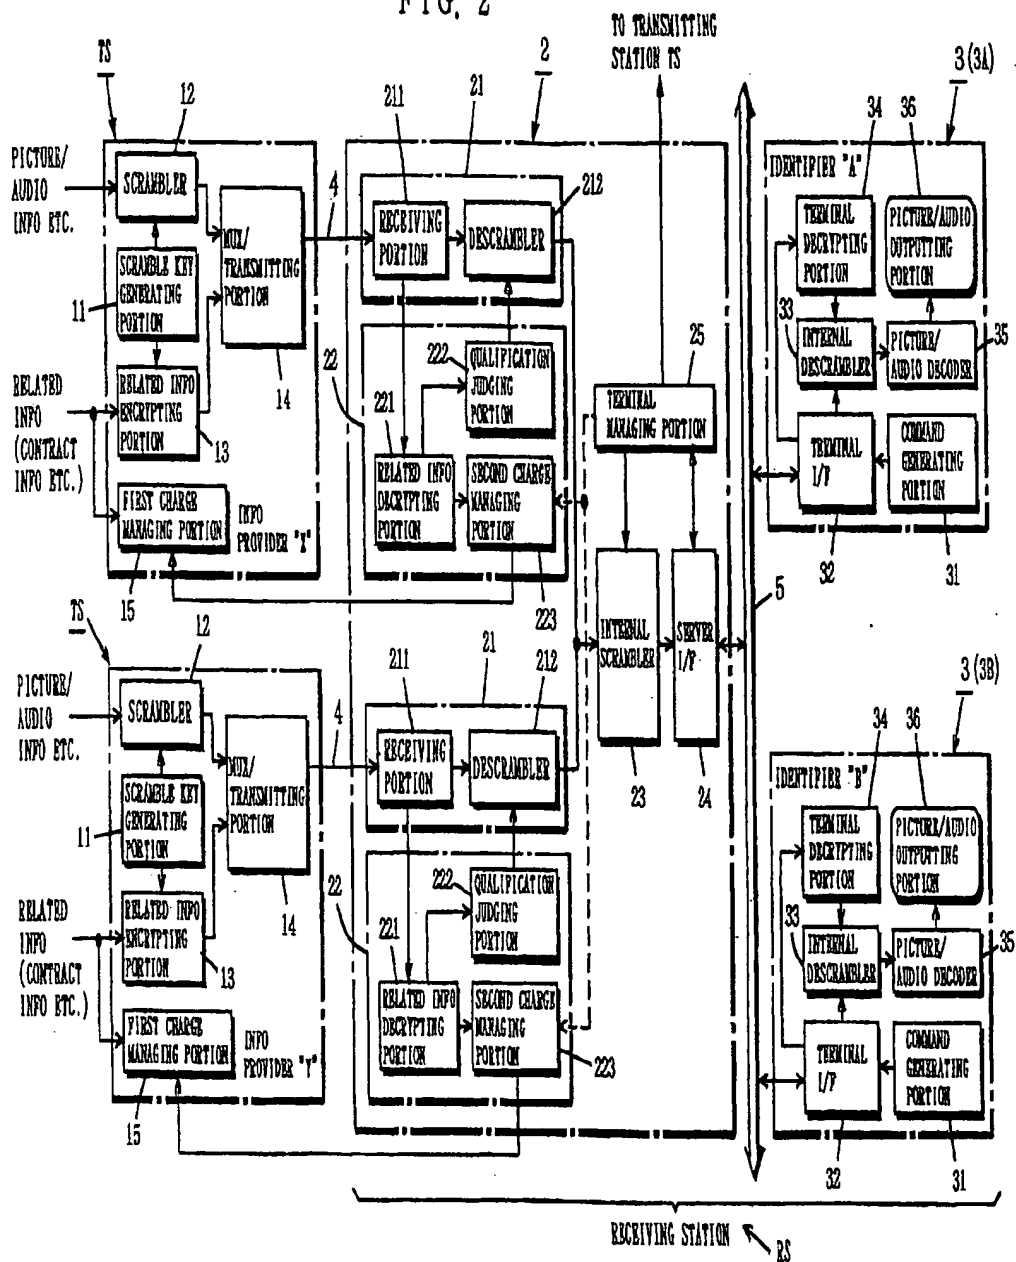 FIG. 2
TO TRANSMITTING
STATION TS
TS
12
PICTURE/
AUDIO
INFO ETC.
SCRAMBLER
SCRAMBLE KEY
GENERATING
PORTION
11
MUX/
TRANSMITTING
PORTION
14
RELATED
INFO
(CONTRACT
INFO ETC.)
RELATED INFO
ENCRYPTING
PORTION
13
FIRST CHARGE
MANAGING PORTION
INFO
PROVIDER "X"
15
4
2
21
211
212
RECEIVING
PORTION
DESCRAMBLER
22
222
QUALIFICATION
JUDGING
PORTION
221
RELATED INFO
DECRYPTING
PORTION
SECOND CHARGE
MANAGING
PORTION
223
25
TERMINAL
MANAGING PORTION
INTERNAL
SCRAMBLER
23
SERVER
I/F
24
5
3 (3A)
IDENTIFIER "A"
34
36
TERMINAL
DECRYPTING
PORTION
PICTURE/AUDIO
OUTPUTTING
PORTION
33
INTERNAL
DESCRAMBLER
PICTURE/
AUDIO DECODER
35
TERMINAL
I/F
COMMAND
GENERATING
PORTION
32
31
TS
12
PICTURE/
AUDIO
INFO ETC.
SCRAMBLER
SCRAMBLE KEY
GENERATING
PORTION
11
MUX/
TRANSMITTING
PORTION
14
RELATED
INFO
(CONTRACT
INFO ETC.)
RELATED INFO
ENCRYPTING
PORTION
13
FIRST CHARGE
MANAGING PORTION
INFO
PROVIDER "Y"
15
4
21
211
212
RECEIVING
PORTION
DESCRAMBLER
22
222
QUALIFICATION
JUDGING
PORTION
221
RELATED INFO
DECRYPTING
PORTION
SECOND CHARGE
MANAGING
PORTION
223
3 (3B)
IDENTIFIER "B"
34
36
TERMINAL
DECRYPTING
PORTION
PICTURE/AUDIO
OUTPUTTING
PORTION
33
INTERNAL
DESCRAMBLER
PICTURE/
AUDIO DECODER
35
TERMINAL
I/F
COMMAND
GENERATING
PORTION
32
31
RECEIVING STATION
RS